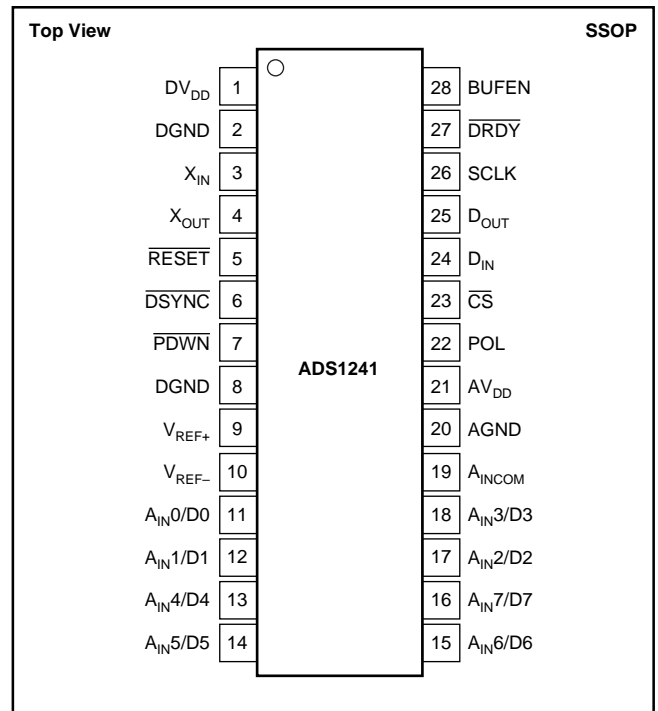 Top View SSOP
DVDD 1 28 BUFEN
DGND 2 27 DRDY
XIN 3 26 SCLK
XOUT 4 25 DOUT
RESET 5 24 DIN
DSYNC 6 23 CS
PDWN 7 22 POL
ADS1241
DGND 8 21 AVDD
VREF+ 9 20 AGND
VREF– 10 19 AINCOM
AIN0/D0 11 18 AIN3/D3
AIN1/D1 12 17 AIN2/D2
AIN4/D4 13 16 AIN7/D7
AIN5/D5 14 15 AIN6/D6